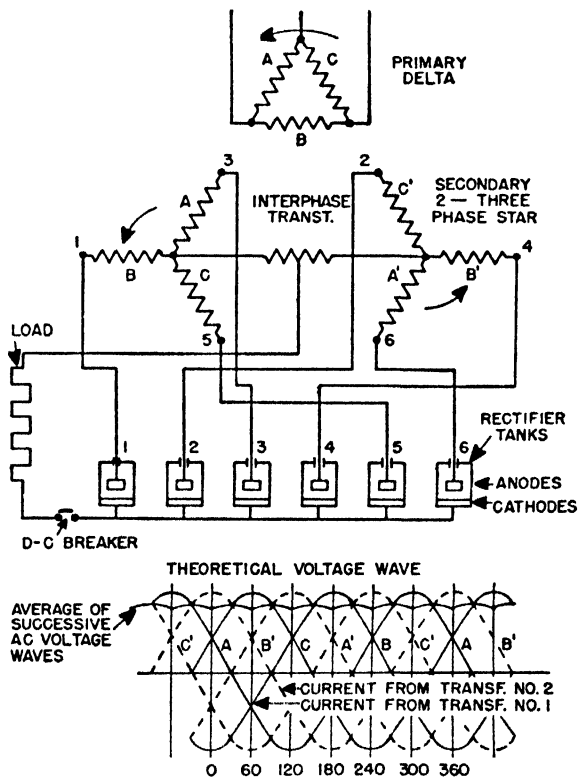 A
C
PRIMARY
DELTA
B
3
2
A
INTERPHASE
TRANST.
C'
SECONDARY
2 — THREE
PHASE STAR
1
B
C
A'
B'
4
5
6
LOAD
1
2
3
4
5
6
RECTIFIER
TANKS
ANODES
CATHODES
D-C BREAKER
THEORETICAL VOLTAGE WAVE
AVERAGE OF
SUCCESSIVE
AC VOLTAGE
WAVES
C' A B' C A' B C' A B'
CURRENT FROM TRANSF. NO. 2
CURRENT FROM TRANSF. NO. 1
0 60 120 180 240 300 360